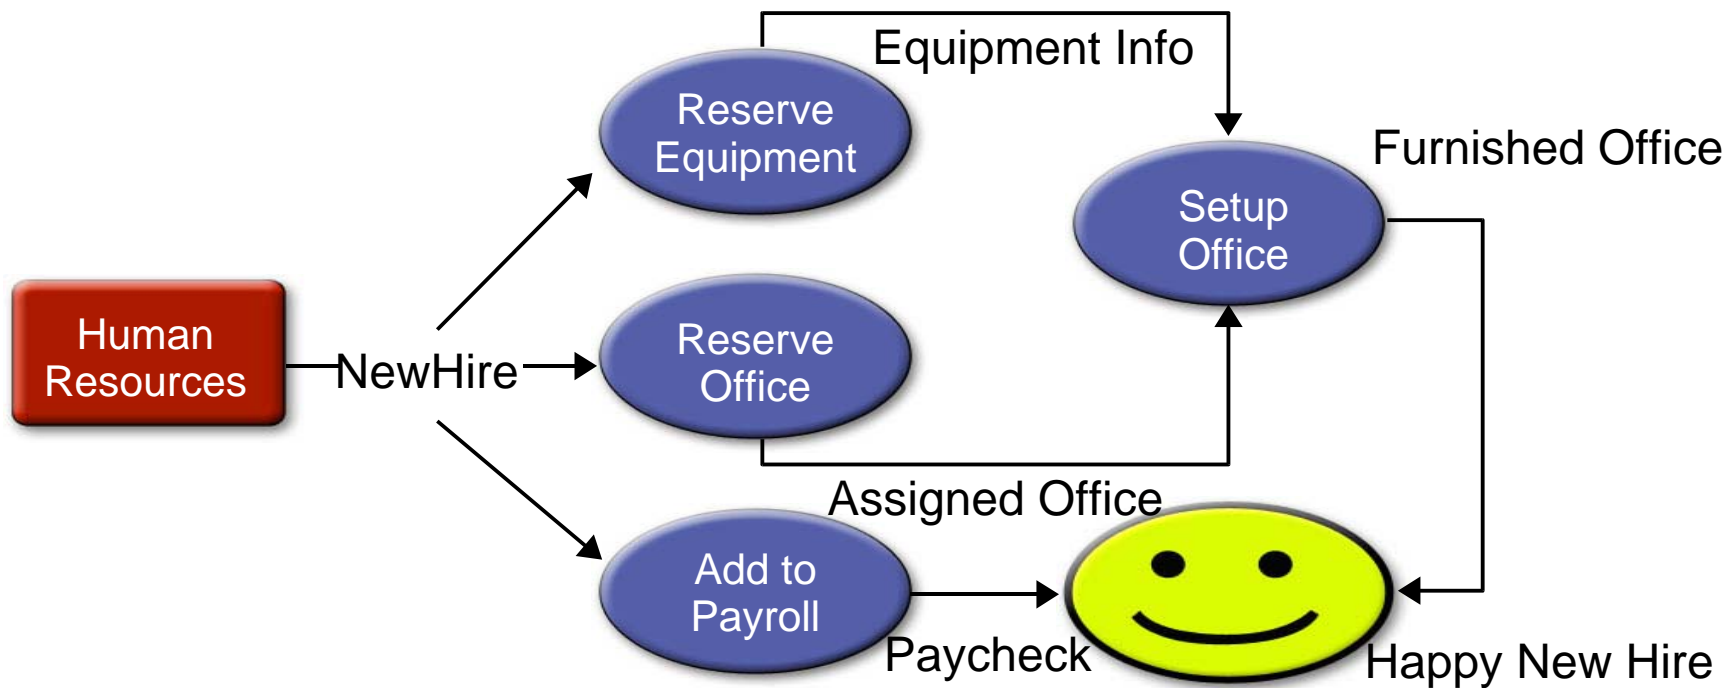 Equipment Info
Reserve
Equipment
Furnished Office
Setup
Office
Human
Resources
NewHire
Reserve
Office
Assigned Office
Add to
Payroll
Paycheck
Happy New Hire